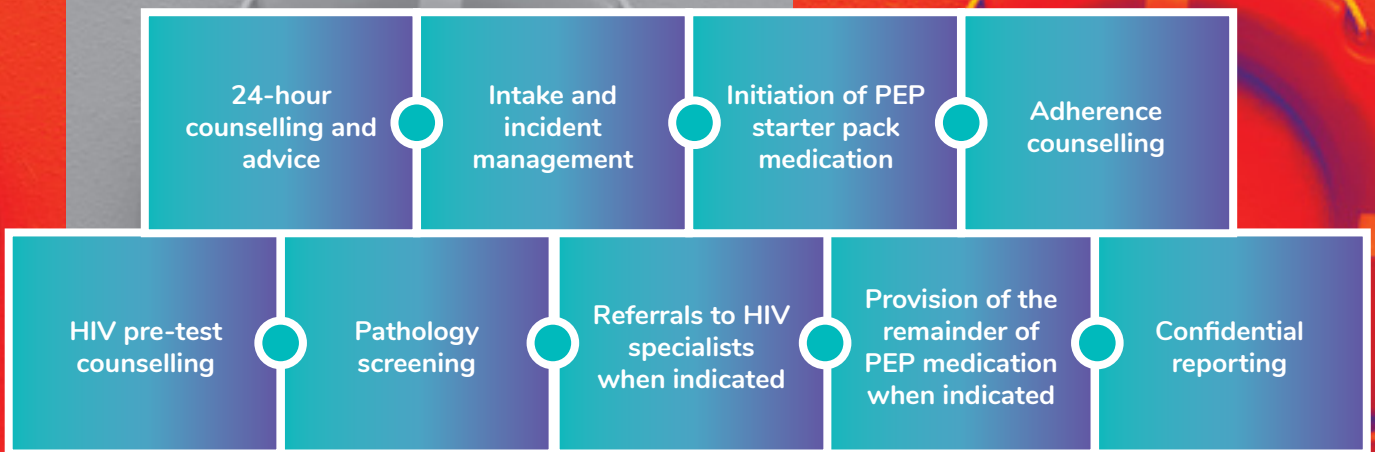 24-hour
counselling and
advice
Intake and
incident
management
Initiation of PEP
starter pack
medication
Adherence
counselling
HIV pre-test
counselling
Pathology
screening
Referrals to HIV
specialists
when indicated
Provision of the
remainder of
PEP medication
when indicated
Confidential
reporting